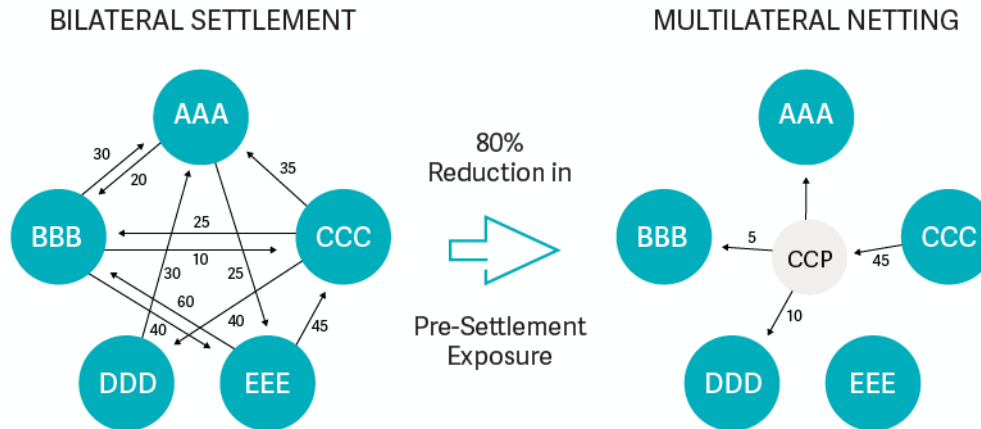 BILATERAL SETTLEMENT
MULTILATERAL NETTING
AAA
30
20
35
BBB
25
10
CCC
30
25
60
40
40
45
DDD
EEE
80%
Reduction in
Pre-Settlement
Exposure
AAA
BBB
5
CCP
45
CCC
10
DDD
EEE